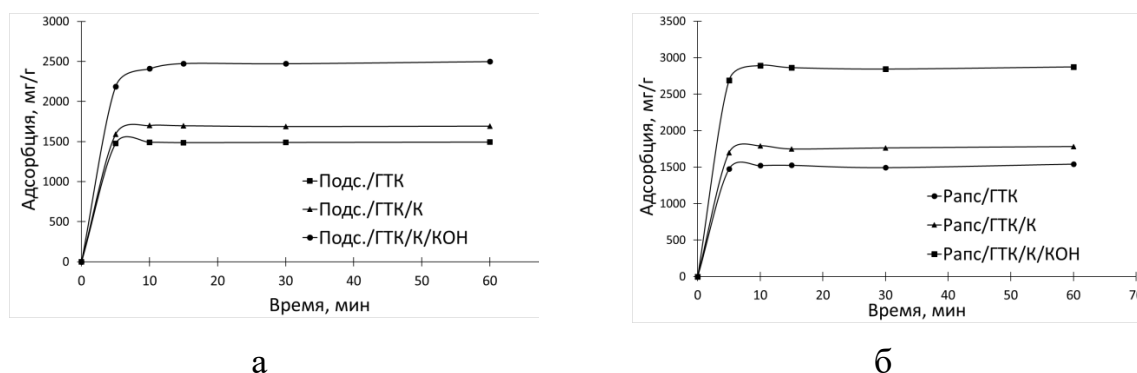 3000
2500
2000
1500
1000
500
0
Адсорбция, мг/г
Подс./ГТК
Подс./ГТК/К
Подс./ГТК/К/КОН
0 10 20 30 40 50 60
Время, мин
а
3500
3000
2500
2000
1500
1000
500
0
Адсорбция, мг/г
Рапс/ГТК
Рапс/ГТК/К
Рапс/ГТК/К/КОН
0 10 20 30 40 50 60 70
Время, мин
б